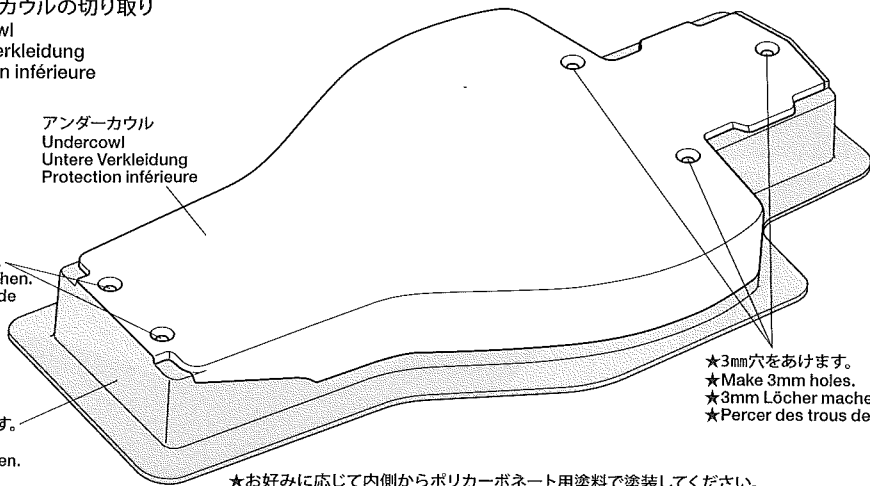 カウルの切り取り
wl
erkleidung
n inférieure
アンダーカウル
Undercowl
Untere Verkleidung
Protection inférieure
hen.
de
★3mm穴をあけます。
★Make 3mm holes.
★3mm Löcher mache
★Percer des trous de
す。
en.
★お好みに応じて内側からポリカーボネート用塗料で塗装してください。